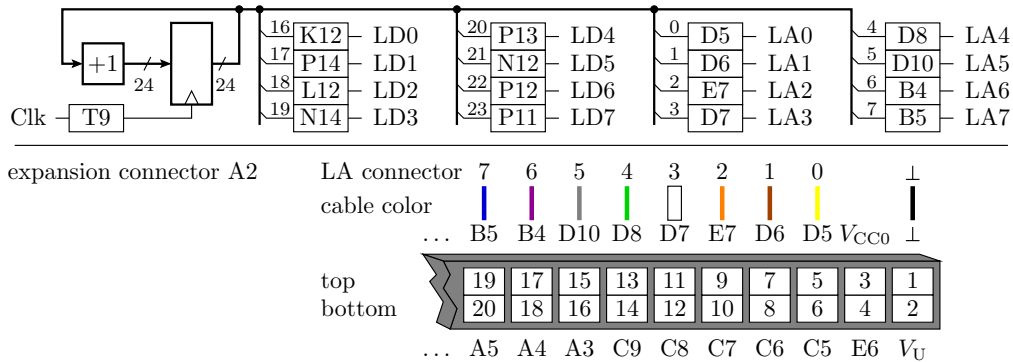 16 K12 LD0 20 P13 LD4 0 D5 LA0 4 D8 LA4
+1 24 24 17 P14 LD1 21 N12 LD5 1 D6 LA1 5 D10 LA5
18 L12 LD2 22 P12 LD6 2 E7 LA2 6 B4 LA6
Clk T9 19 N14 LD3 23 P11 LD7 3 D7 LA3 7 B5 LA7
expansion connector A2 LA connector 7 6 5 4 3 2 1 0 ⊥
cable color
... B5 B4 D10 D8 D7 E7 D6 D5 VCC0 ⊥
top 19 17 15 13 11 9 7 5 3 1
bottom 20 18 16 14 12 10 8 6 4 2
... A5 A4 A3 C9 C8 C7 C6 C5 E6 VU